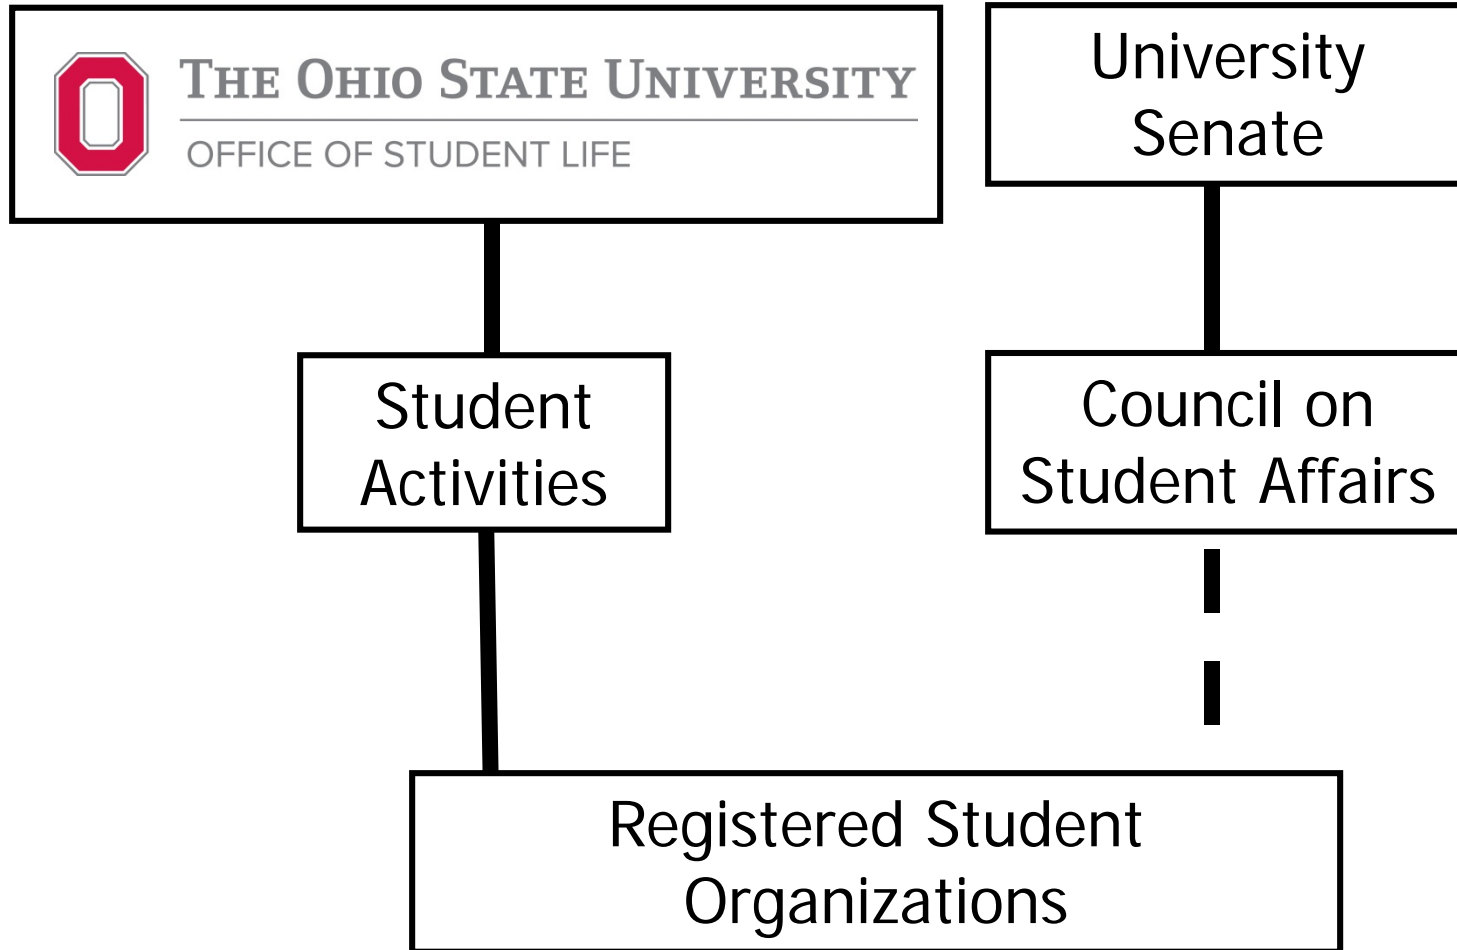 THE OHIO STATE UNIVERSITY
OFFICE OF STUDENT LIFE
University
Senate
Student
Activities
Council on
Student Affairs
Registered Student
Organizations